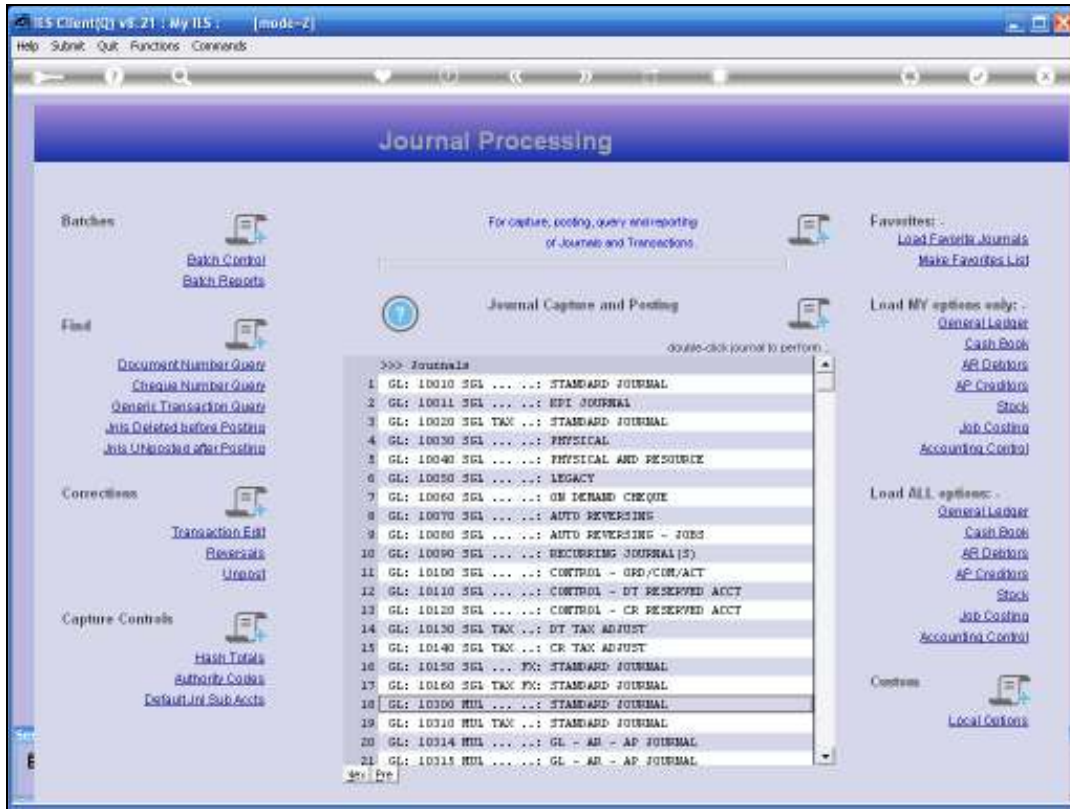 IES Client(Q) v8.21 : My IES : [mode=2]
Help Submit Quit Functions Commands
Journal Processing
Batches
Batch Control
Batch Reports
Find
Document Number Query
Cheque Number Query
Generic Transaction Query
Jnls Deleted before Posting
Jnls UNposted after Posting
Corrections
Transaction Edit
Reversals
Unpost
Capture Controls
Hash Totals
Authority Codes
Default Jnl Sub Accts
For capture, posting, query and reporting
of Journals and Transactions.
Journal Capture and Posting
double-click journal to perform
>>> Journals
1 GL: 10010 SGL ... ..: STANDARD JOURNAL
2 GL: 10011 SGL ... ..: KPI JOURNAL
3 GL: 10020 SGL TAX ..: STANDARD JOURNAL
4 GL: 10030 SGL ... ..: PHYSICAL
5 GL: 10040 SGL ... ..: PHYSICAL AND RESOURCE
6 GL: 10050 SGL ... ..: LEGACY
7 GL: 10060 SGL ... ..: ON DEMAND CHEQUE
8 GL: 10070 SGL ... ..: AUTO REVERSING
9 GL: 10080 SGL ... ..: AUTO REVERSING - JOBS
10 GL: 10090 SGL ... ..: RECURRING JOURNAL(S)
11 GL: 10100 SGL ... ..: CONTROL - ORD/COM/ACT
12 GL: 10110 SGL ... ..: CONTROL - DT RESERVED ACCT
13 GL: 10120 SGL ... ..: CONTROL - CR RESERVED ACCT
14 GL: 10130 SGL TAX ..: DT TAX ADJUST
15 GL: 10140 SGL TAX ..: CR TAX ADJUST
16 GL: 10150 SGL ... FX: STANDARD JOURNAL
17 GL: 10160 SGL TAX FX: STANDARD JOURNAL
18 GL: 10300 MUL ... ..: STANDARD JOURNAL
19 GL: 10310 MUL TAX ..: STANDARD JOURNAL
20 GL: 10314 MUL ... ..: GL - AR - AP JOURNAL
21 GL: 10315 MUL ... ..: GL - AR - AP JOURNAL
Nex Pre
Favorites: .
Load Favorite Journals
Make Favorites List
Load MY options only: .
General Ledger
Cash Book
AR Debtors
AP Creditors
Stock
Job Costing
Accounting Control
Load ALL options: .
General Ledger
Cash Book
AR Debtors
AP Creditors
Stock
Job Costing
Accounting Control
Custom
Local Options